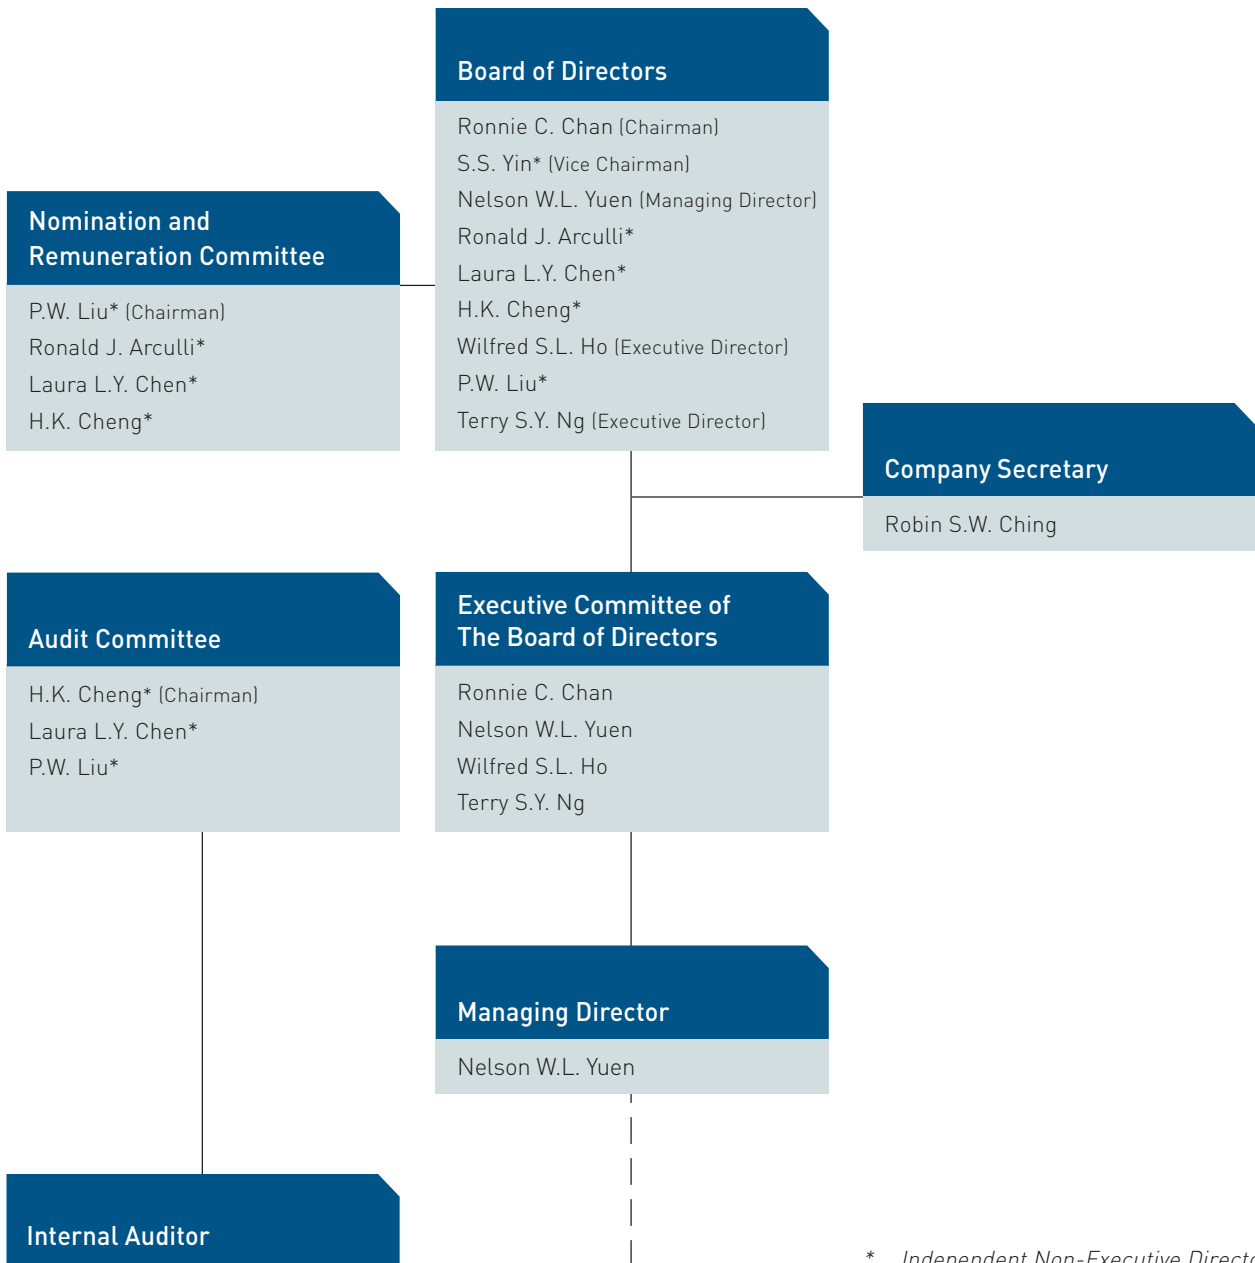 Board of Directors
Ronnie C. Chan (Chairman)
S.S. Yin* (Vice Chairman)
Nelson W.L. Yuen (Managing Director)
Ronald J. Arculli*
Laura L.Y. Chen*
H.K. Cheng*
Wilfred S.L. Ho (Executive Director)
P.W. Liu*
Terry S.Y. Ng (Executive Director)
Nomination and
Remuneration Committee
P.W. Liu* (Chairman)
Ronald J. Arculli*
Laura L.Y. Chen*
H.K. Cheng*
Company Secretary
Robin S.W. Ching
Audit Committee
H.K. Cheng* (Chairman)
Laura L.Y. Chen*
P.W. Liu*
Executive Committee of
The Board of Directors
Ronnie C. Chan
Nelson W.L. Yuen
Wilfred S.L. Ho
Terry S.Y. Ng
Managing Director
Nelson W.L. Yuen
Internal Auditor
* Independent Non-Executive